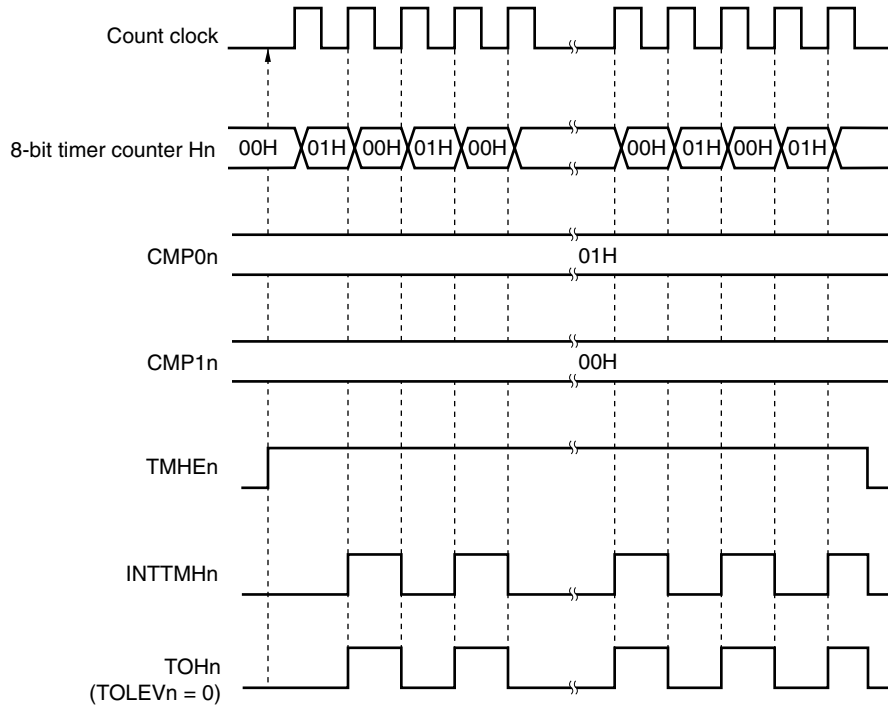 Count clock
8-bit timer counter Hn 00H 01H 00H 01H 00H 00H 01H 00H 01H
CMP0n 01H
CMP1n 00H
TMHEn
INTTMHn
TOHn
(TOLEVn = 0)